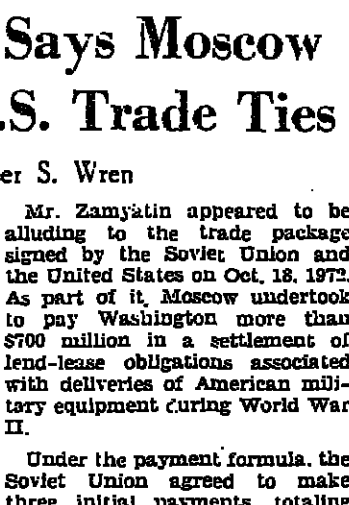 Says Moscow
.S. Trade Ties
er S. Wren
Mr. Zamyatin appeared to be
alluding to the trade package
signed by the Soviet Union and
the United States on Oct. 18, 1972.
As part of it, Moscow undertook
to pay Washington more than
$700 million in a settlement of
lend-lease obligations associated
with deliveries of American mili-
tary equipment during World War
II.
Under the payment formula, the
Soviet Union agreed to make
three initial payments, totaling